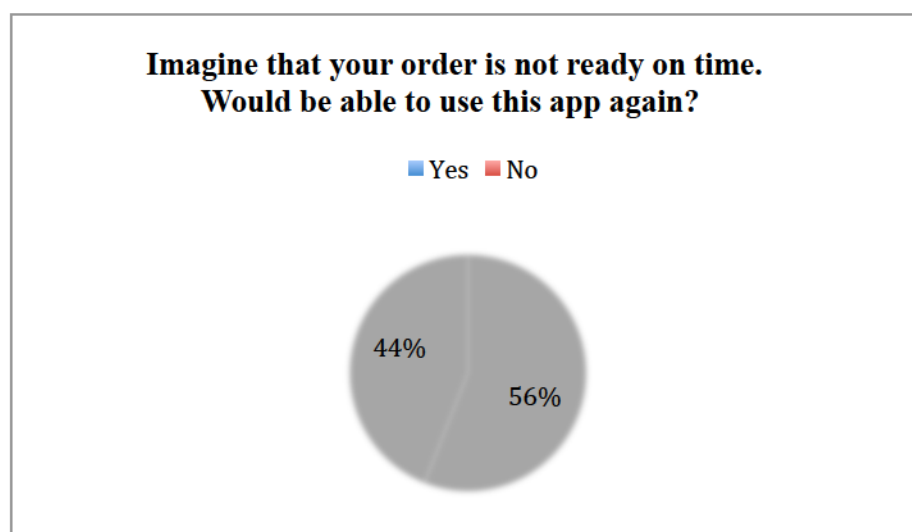 Imagine that your order is not ready on time.
Would be able to use this app again?
Yes No
44%
56%